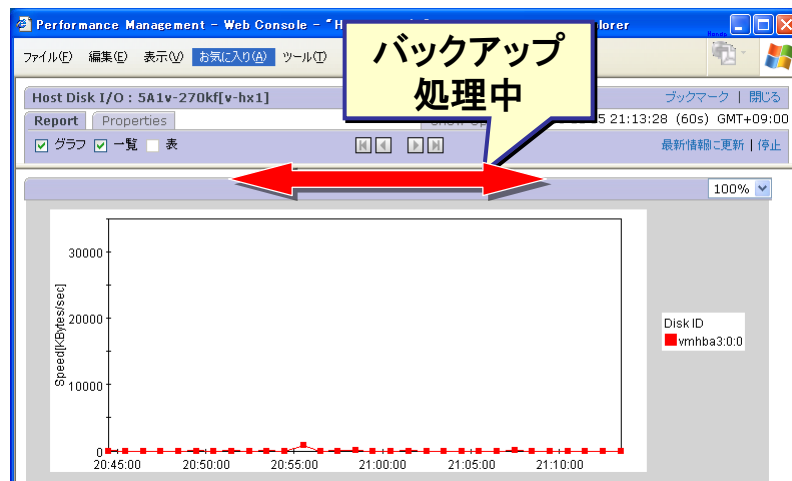 Performance Management - Web Console - "H
lorer
ファイル(F) 編集(E) 表示(V) お気に入り(A) ツール(T)
バックアップ
処理中
Host Disk I/O : 5A1v-270kf[v-hx1]
ブックマーク | 閉じる
Report Properties
5 21:13:28 (60s) GMT+09:00
グラフ 一覧 表
最新情報に更新 | 停止
100%
Speed[KBytes/sec]
30000
20000
10000
0
20:45:00 20:50:00 20:55:00 21:00:00 21:05:00 21:10:00
Disk ID
vmhba3:0:0